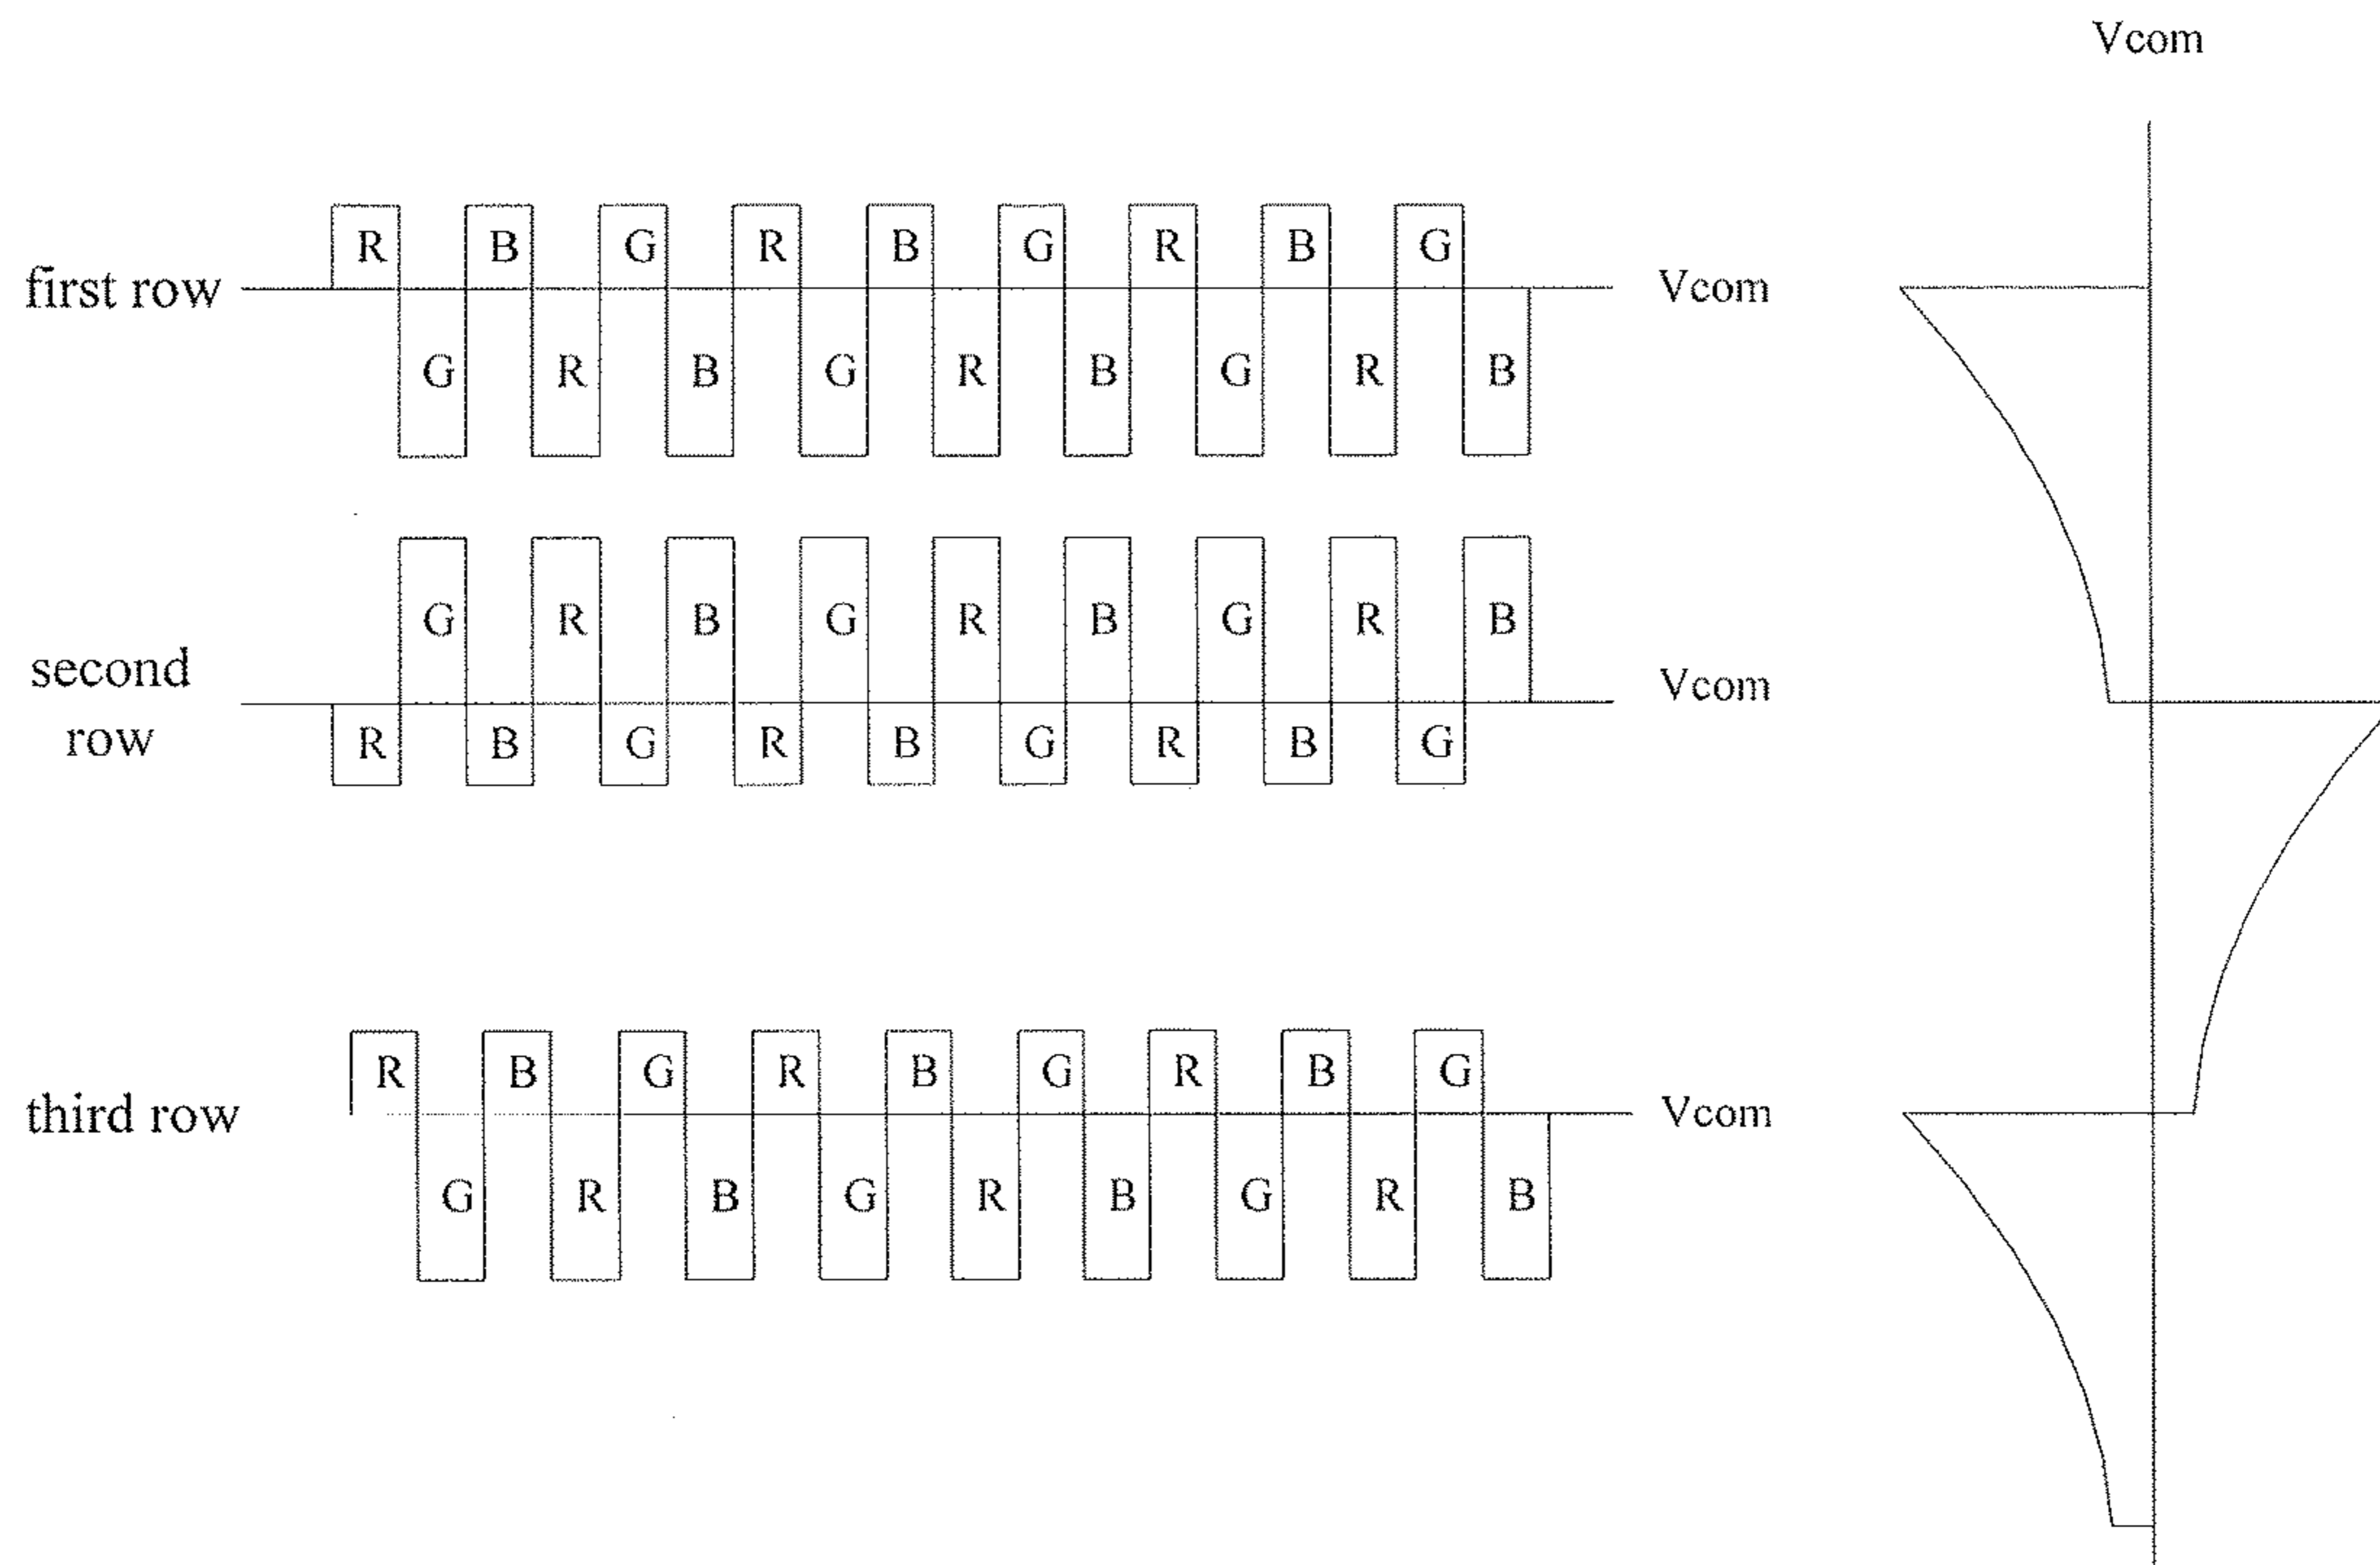 Vcom
R B G R B G R B G
first row Vcom
G R B G R B G R B
G R B G R B G R B
second
row
Vcom
R B G R B G R B G
R B G R B G R B G
third row Vcom
G R B G R B G R B